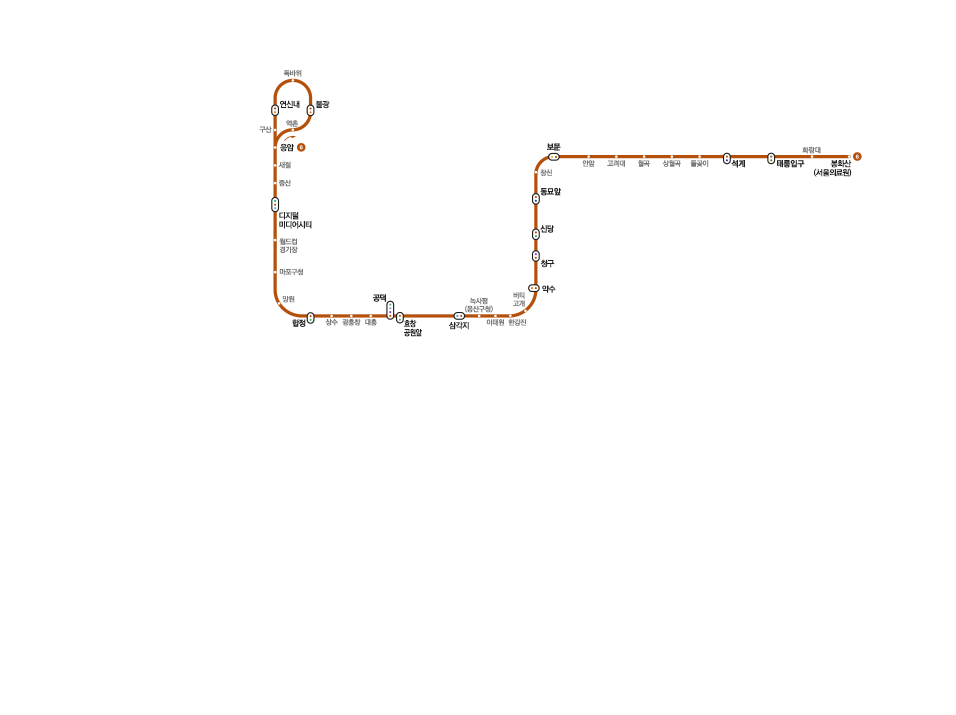 독바위
연신내
불광
구산
역촌
응암 6
새절
증산
디지털
미디어시티
월드컵
경기장
마포구청
망원
합정
상수
광흥창
대흥
공덕
효창
공원앞
삼각지
녹사평
(용산구청)
이태원
한강진
버티
고개
약수
청구
신당
동묘앞
창신
보문
안암
고려대
월곡
상월곡
돌곶이
석계
태릉입구
화랑대
봉화산
(서울의료원)
6